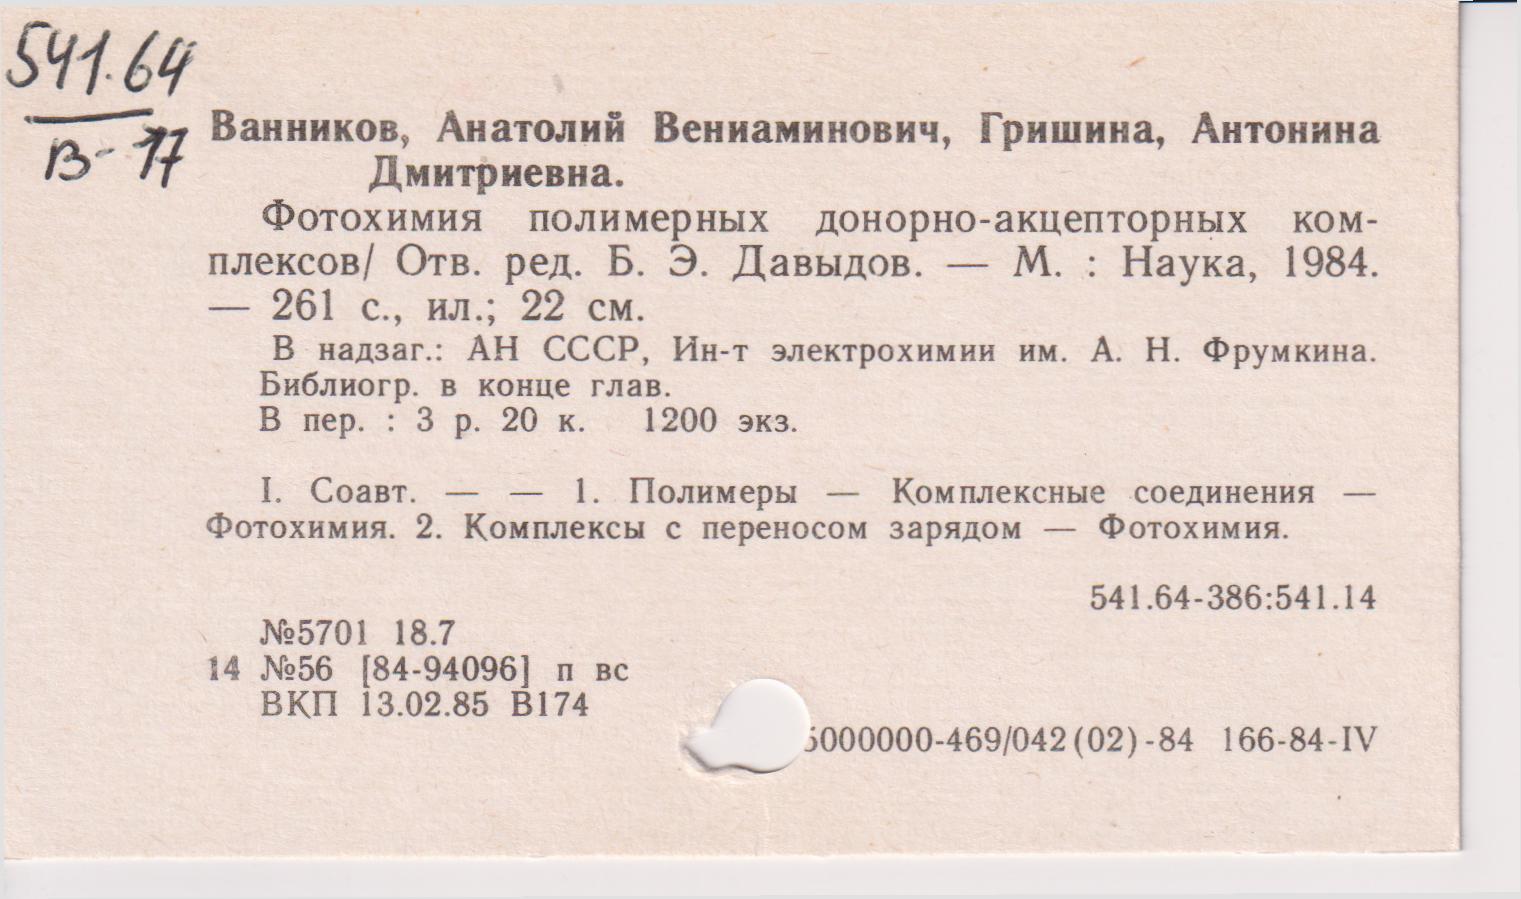 541.64
В-17
Ванников, Анатолий Вениаминович, Гришина, Антонина
Дмитриевна.
Фотохимия полимерных донорно-акцепторных ком-
плексов/ Отв. ред. Б. Э. Давыдов. — М. : Наука, 1984.
— 261 с., ил.; 22 см.
В надзаг.: АН СССР, Ин-т электрохимии им. А. Н. Фрумкина.
Библиогр. в конце глав.
В пер. : 3 р. 20 к. 1200 экз.
I. Соавт. — — 1. Полимеры — Комплексные соединения —
Фотохимия. 2. Комплексы с переносом зарядом — Фотохимия.
541.64-386:541.14
№5701 18.7
14 №56 [84-94096] п вс
ВКП 13.02.85 В174
5000000-469/042(02)-84 166-84-IV